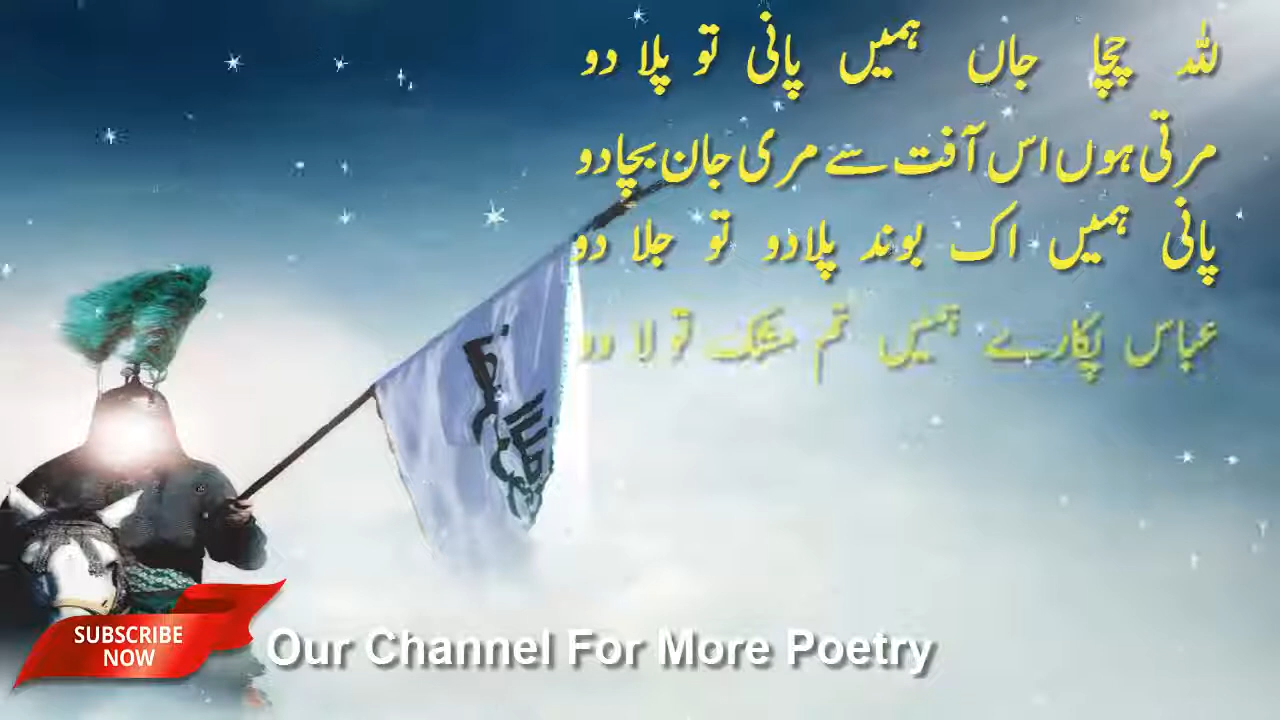 للہ چچا جاں ہمیں پانی تو پلا دو
مرتی ہوں اس آفت سے مری جان بچادو
پانی ہمیں اک بوند پلادو تو جلا دو
عباس پکارے ہمیں تم مشک تو لا دو
SUBSCRIBE
NOW
Our Channel For More Poetry